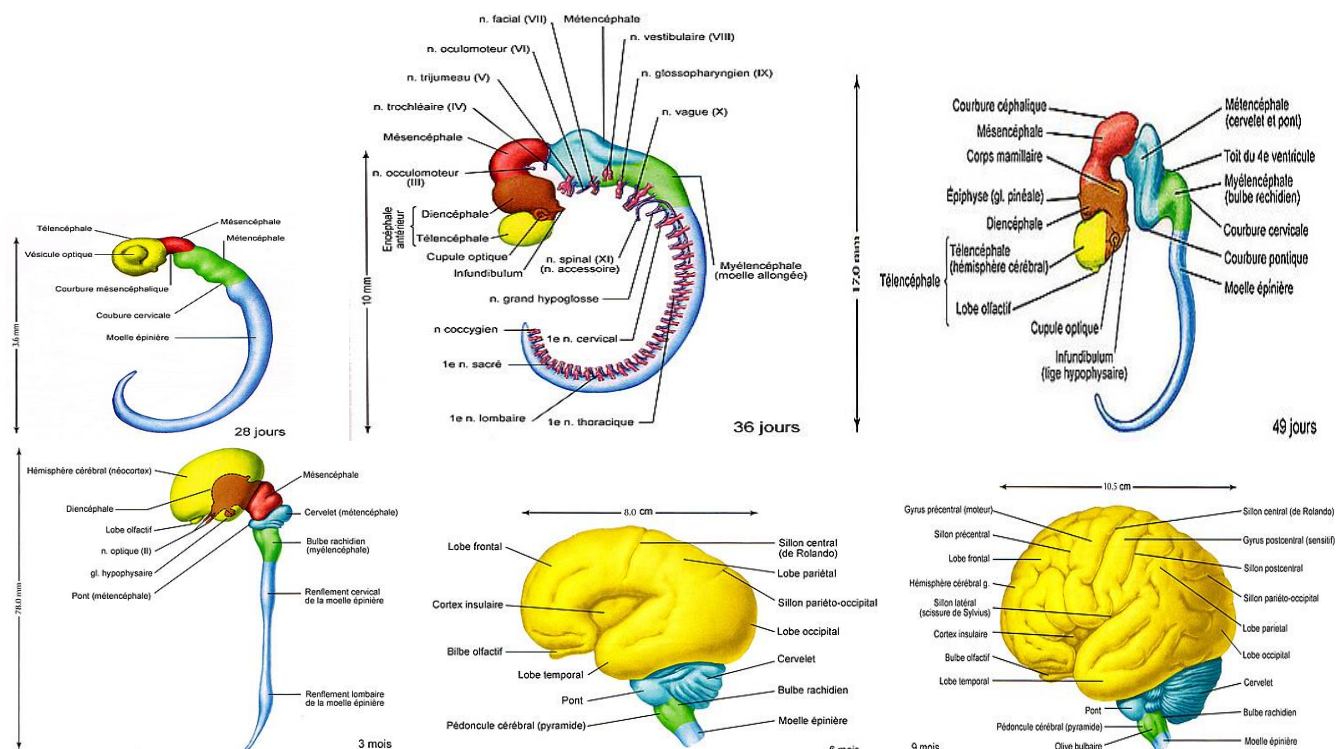 Télencéphale
Mésencéphale
Métencéphale
Vésicule optique
Courbure mésencéphalique
Coubure cervicale
Moelle épinière
3.6 mm
28 jours
n. facial (VII)
Métencéphale
n. oculomoteur (VI)
n. vestibulaire (VIII)
n. trijumeau (V)
n. glossopharyngien (IX)
n. trochléaire (IV)
n. vague (X)
Mésencéphale
n. occulomoteur
(III)
Encéphale
antérieur
Diencéphale
Télencéphale
Cupule optique
Infundibulum
n. spinal (XI)
(n. accessoire)
Myélencéphale
(moelle allongée)
n. grand hypoglosse
n coccygien
1e n. cervical
1e n. sacré
1e n. lombaire
1e n. thoracique
10 mm
36 jours
17.0 mm
Courbure céphalique
Mésencéphale
Corps mamillaire
Épiphyse (gl. pinéale)
Diencéphale
Télencéphale
Télencéphale
(hémisphère cérébral)
Lobe olfactif
Cupule optique
Infundibulum
(tige hypophysaire)
Métencéphale
(cervelet et pont)
Toit du 4e ventricule
Myélencéphale
(bulbe rechidien)
Courbure cervicale
Courbure pontique
Moelle épinière
49 jours
Hémisphère cérébral (néocortex)
Mésencéphale
Diencéphale
Cervelet (métencéphale)
Lobe olfactif
n. optique (II)
gl. hypophysaire
Pont (métencéphale)
Bulbe rachidien
(myélencéphale)
Renflement cervical
de la moelle épinière
Renflement lombaire
de la moelle épinière
78.0 mm
3 mois
8.0 cm
Lobe frontal
Sillon central
(de Rolando)
Lobe pariétal
Cortex insulaire
Sillon pariéto-occipital
Lobe occipital
Bilbe olfactif
Lobe temporal
Cervelet
Pont
Bulbe rachidien
Pédoncule cérébral (pyramide)
Moelle épinière
6 mois
10.5 cm
Gyrus précentral (moteur)
Sillon central (de Rolando)
Sillon précentral
Gyrus postcentral (sensitif)
Lobe frontal
Sillon postcentral
Hémisphère cérébral g.
Sillon latéral
(scissure de Sylvius)
Sillon pariéto-occipital
Cortex insulaire
Lobe parietal
Bulbe olfactif
Lobe occipital
Lobe temporal
Cervelet
Pont
Bulbe rachidien
Pédoncule cérébral (pyramide)
Olive bulbaire
Moelle épinière
9 mois